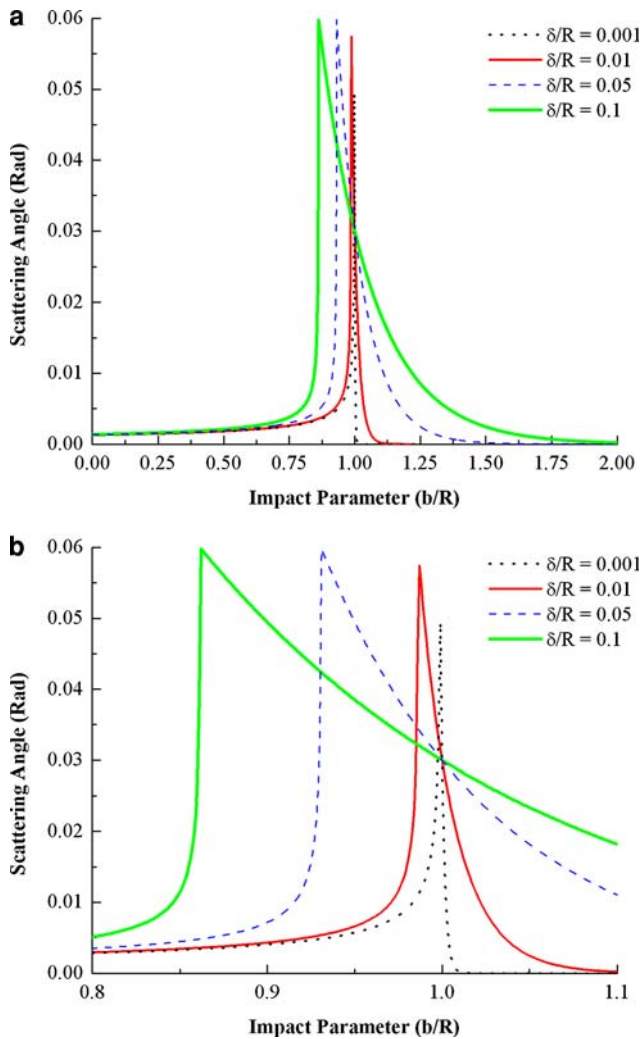 a
0.06
0.05
0.04
0.03
0.02
0.01
0.00
Scattering Angle (Rad)
δ/R = 0.001
δ/R = 0.01
δ/R = 0.05
δ/R = 0.1
0.00 0.25 0.50 0.75 1.00 1.25 1.50 1.75 2.00
Impact Parameter (b/R)
b
0.06
0.05
0.04
0.03
0.02
0.01
0.00
Scattering Angle (Rad)
δ/R = 0.001
δ/R = 0.01
δ/R = 0.05
δ/R = 0.1
0.8 0.9 1.0 1.1
Impact Parameter (b/R)